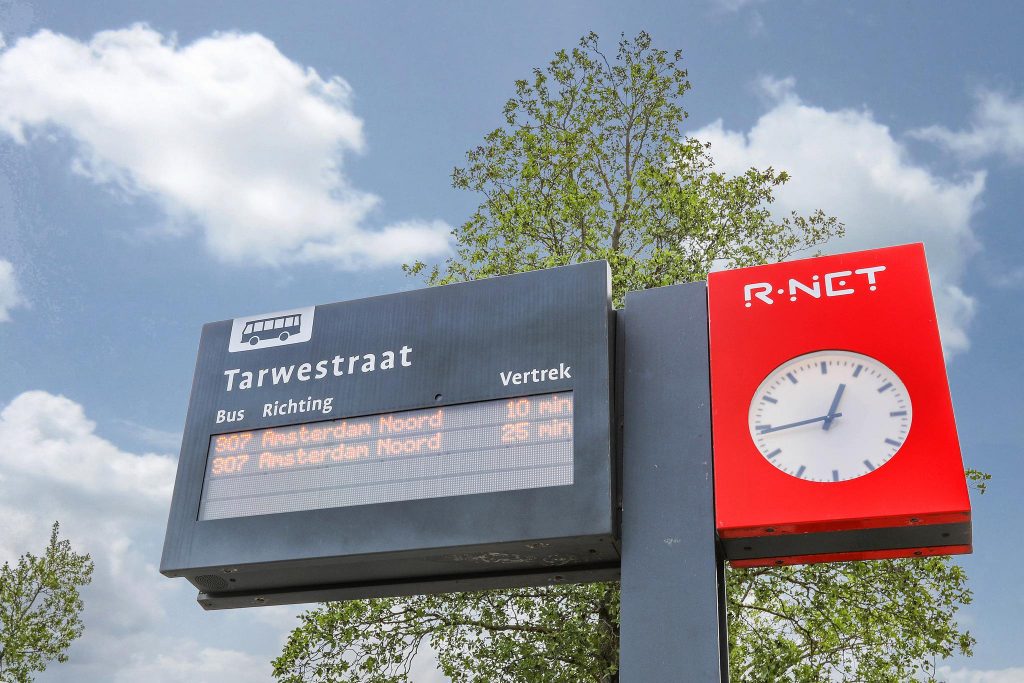 R·NET
Tarwestraat
Bus Richting Vertrek
307 Amsterdam Noord 10 min
307 Amsterdam Noord 25 min